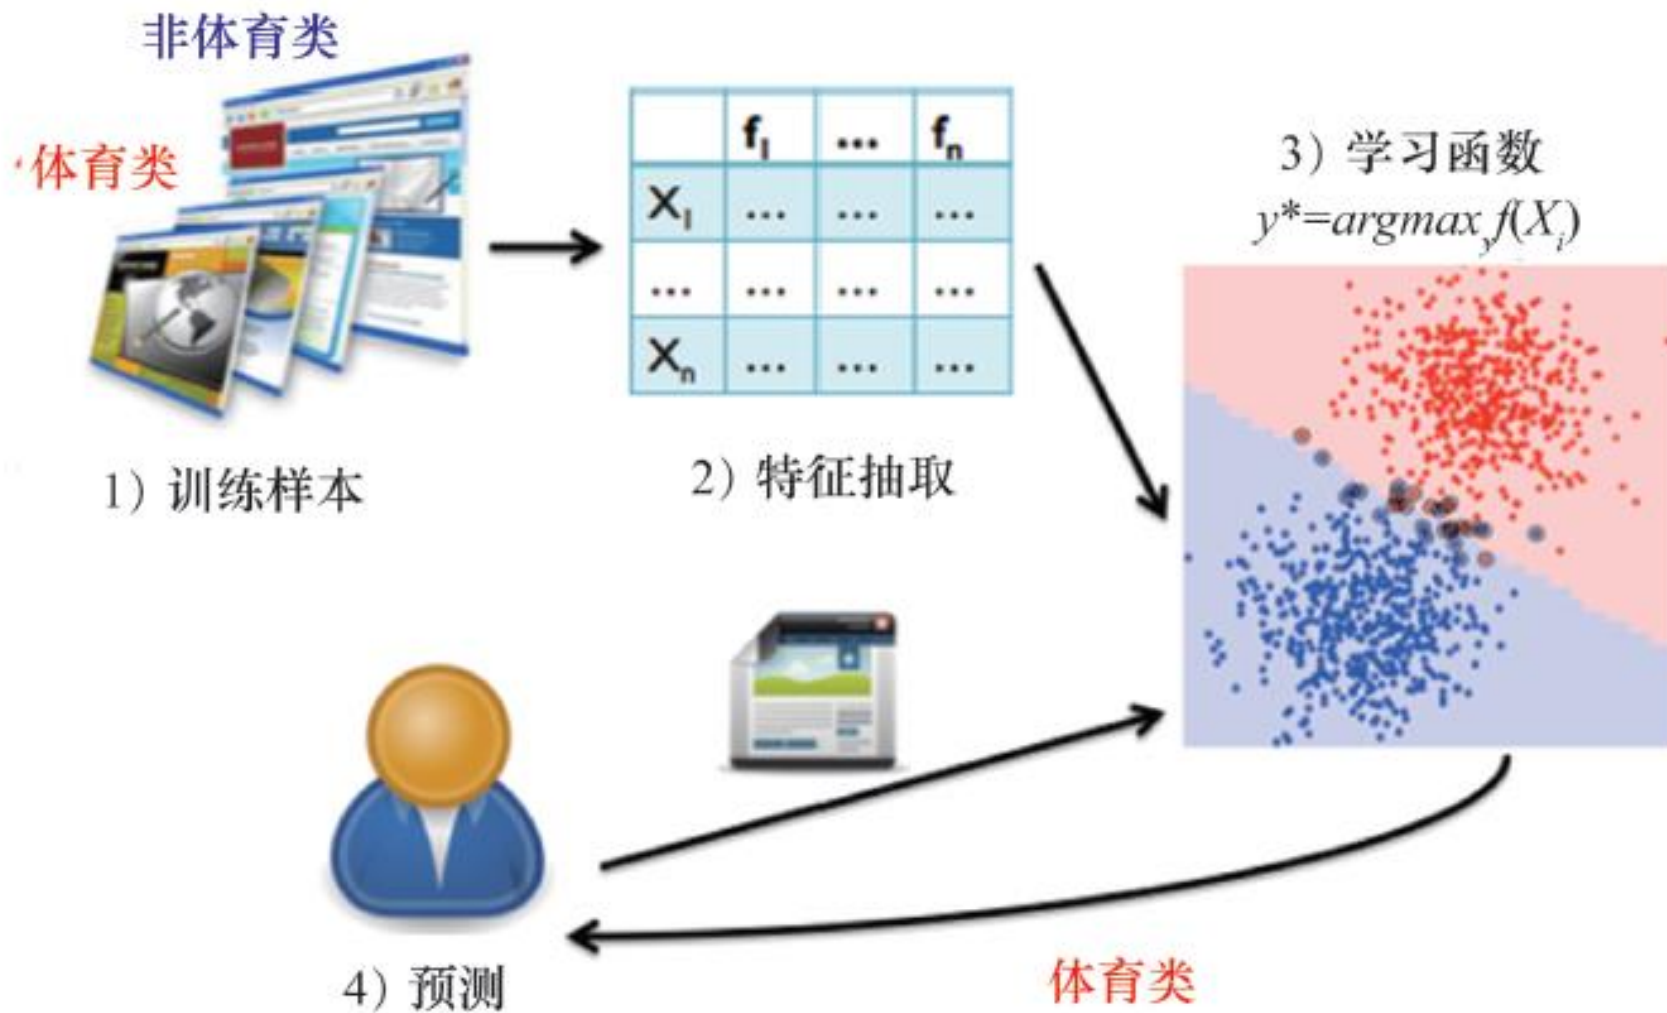 非体育类
体育类
1) 训练样本
f₁ ... fₙ
X₁ ... ... ...
... ... ... ...
Xₙ ... ... ...
2) 特征抽取
3) 学习函数
y*=argmaxᵧf(Xᵢ)
4) 预测
体育类